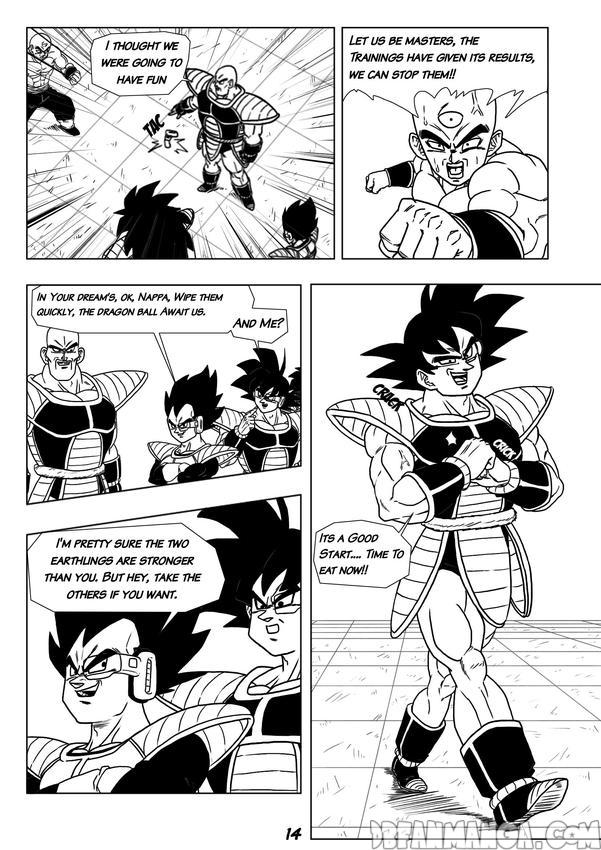 I THOUGHT WE
WERE GOING TO
HAVE FUN
TAC
LET US BE MASTERS, THE
TRAININGS HAVE GIVEN ITS RESULTS,
WE CAN STOP THEM!!
IN YOUR DREAM'S, OK, NAPPA, WIPE THEM
QUICKLY, THE DRAGON BALL AWAIT US.
AND ME?
CRACK
CRICK
ITS A GOOD
START.... TIME TO
EAT NOW!!
I'M PRETTY SURE THE TWO
EARTHLINGS ARE STRONGER
THAN YOU. BUT HEY, TAKE THE
OTHERS IF YOU WANT.
14
DBFANMANGA.COM